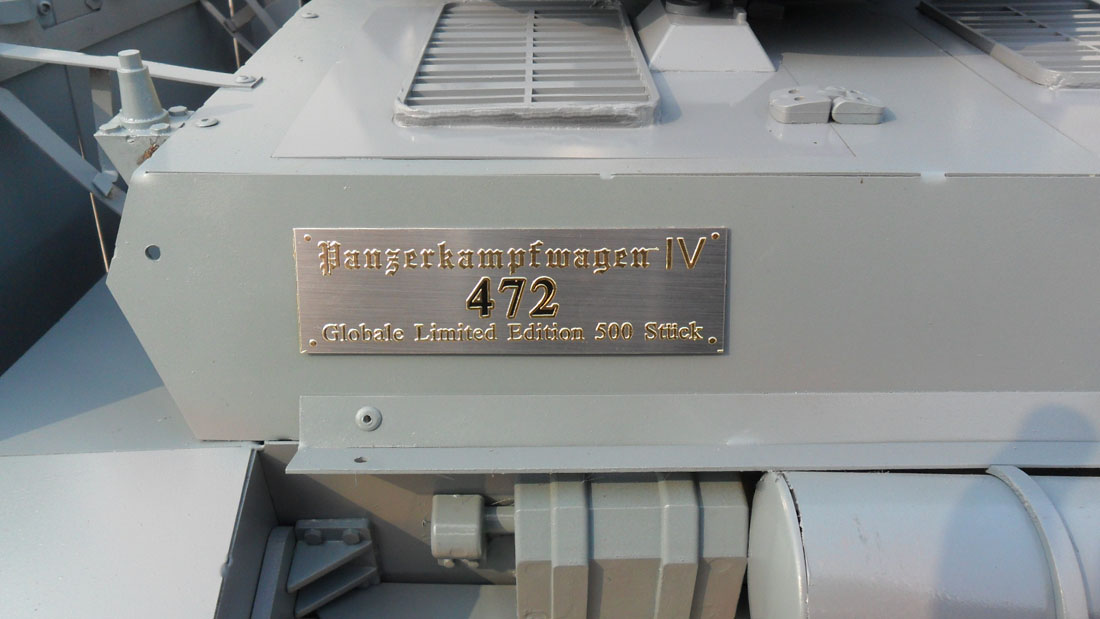 Panzerkampfwagen IV
472
Globale Limited Edition 500 Stück